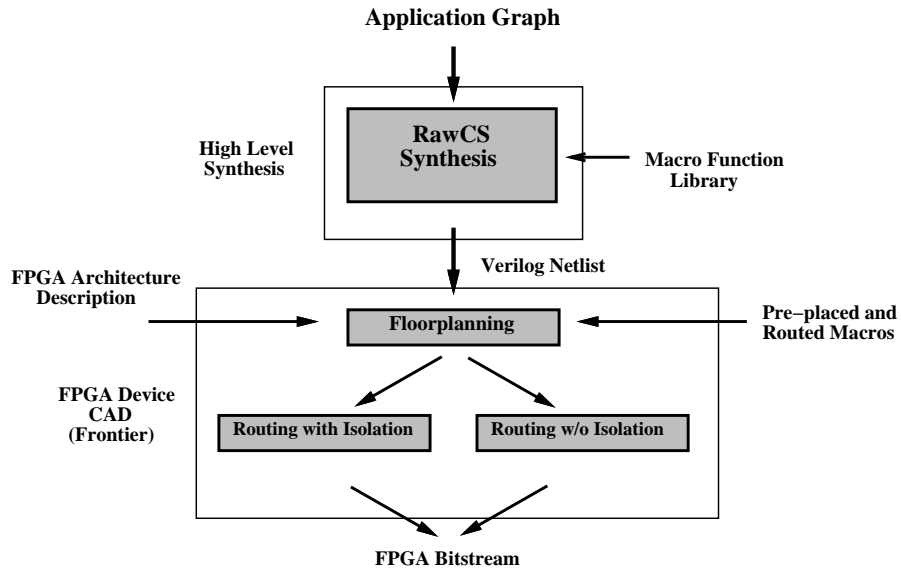 Application Graph
RawCS
Synthesis
High Level
Synthesis
Macro Function
Library
Verilog Netlist
FPGA Architecture
Description
Floorplanning
Pre-placed and
Routed Macros
FPGA Device
CAD
(Frontier)
Routing with Isolation
Routing w/o Isolation
FPGA Bitstream